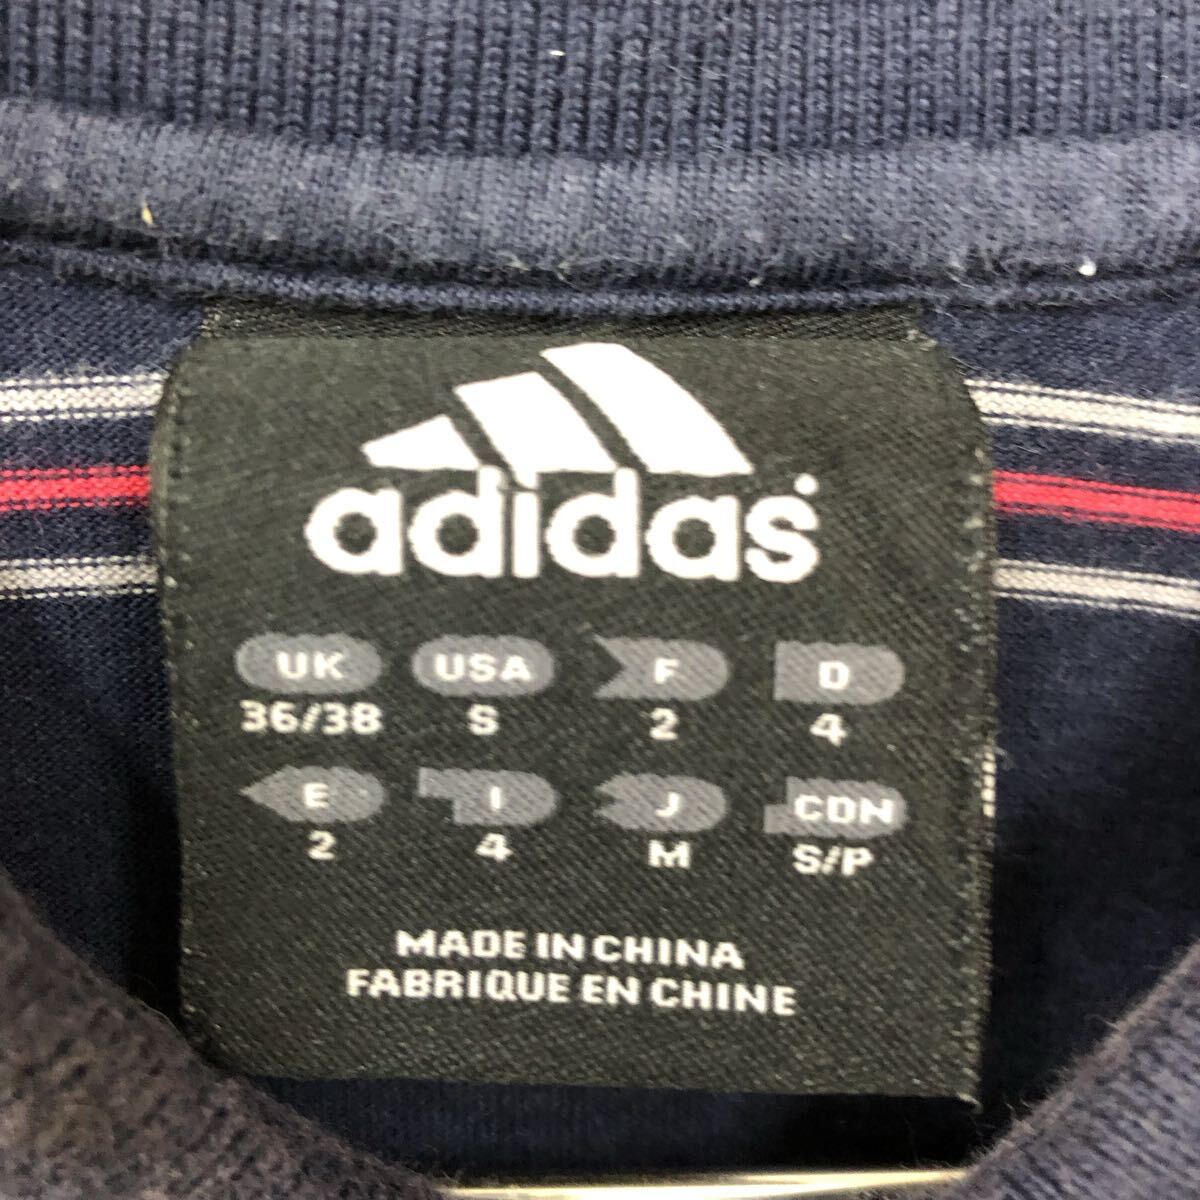 adidas
UK USA F D
36/38 S 2 4
E I J CDN
2 4 M S/P
MADE IN CHINA
FABRIQUE EN CHINE